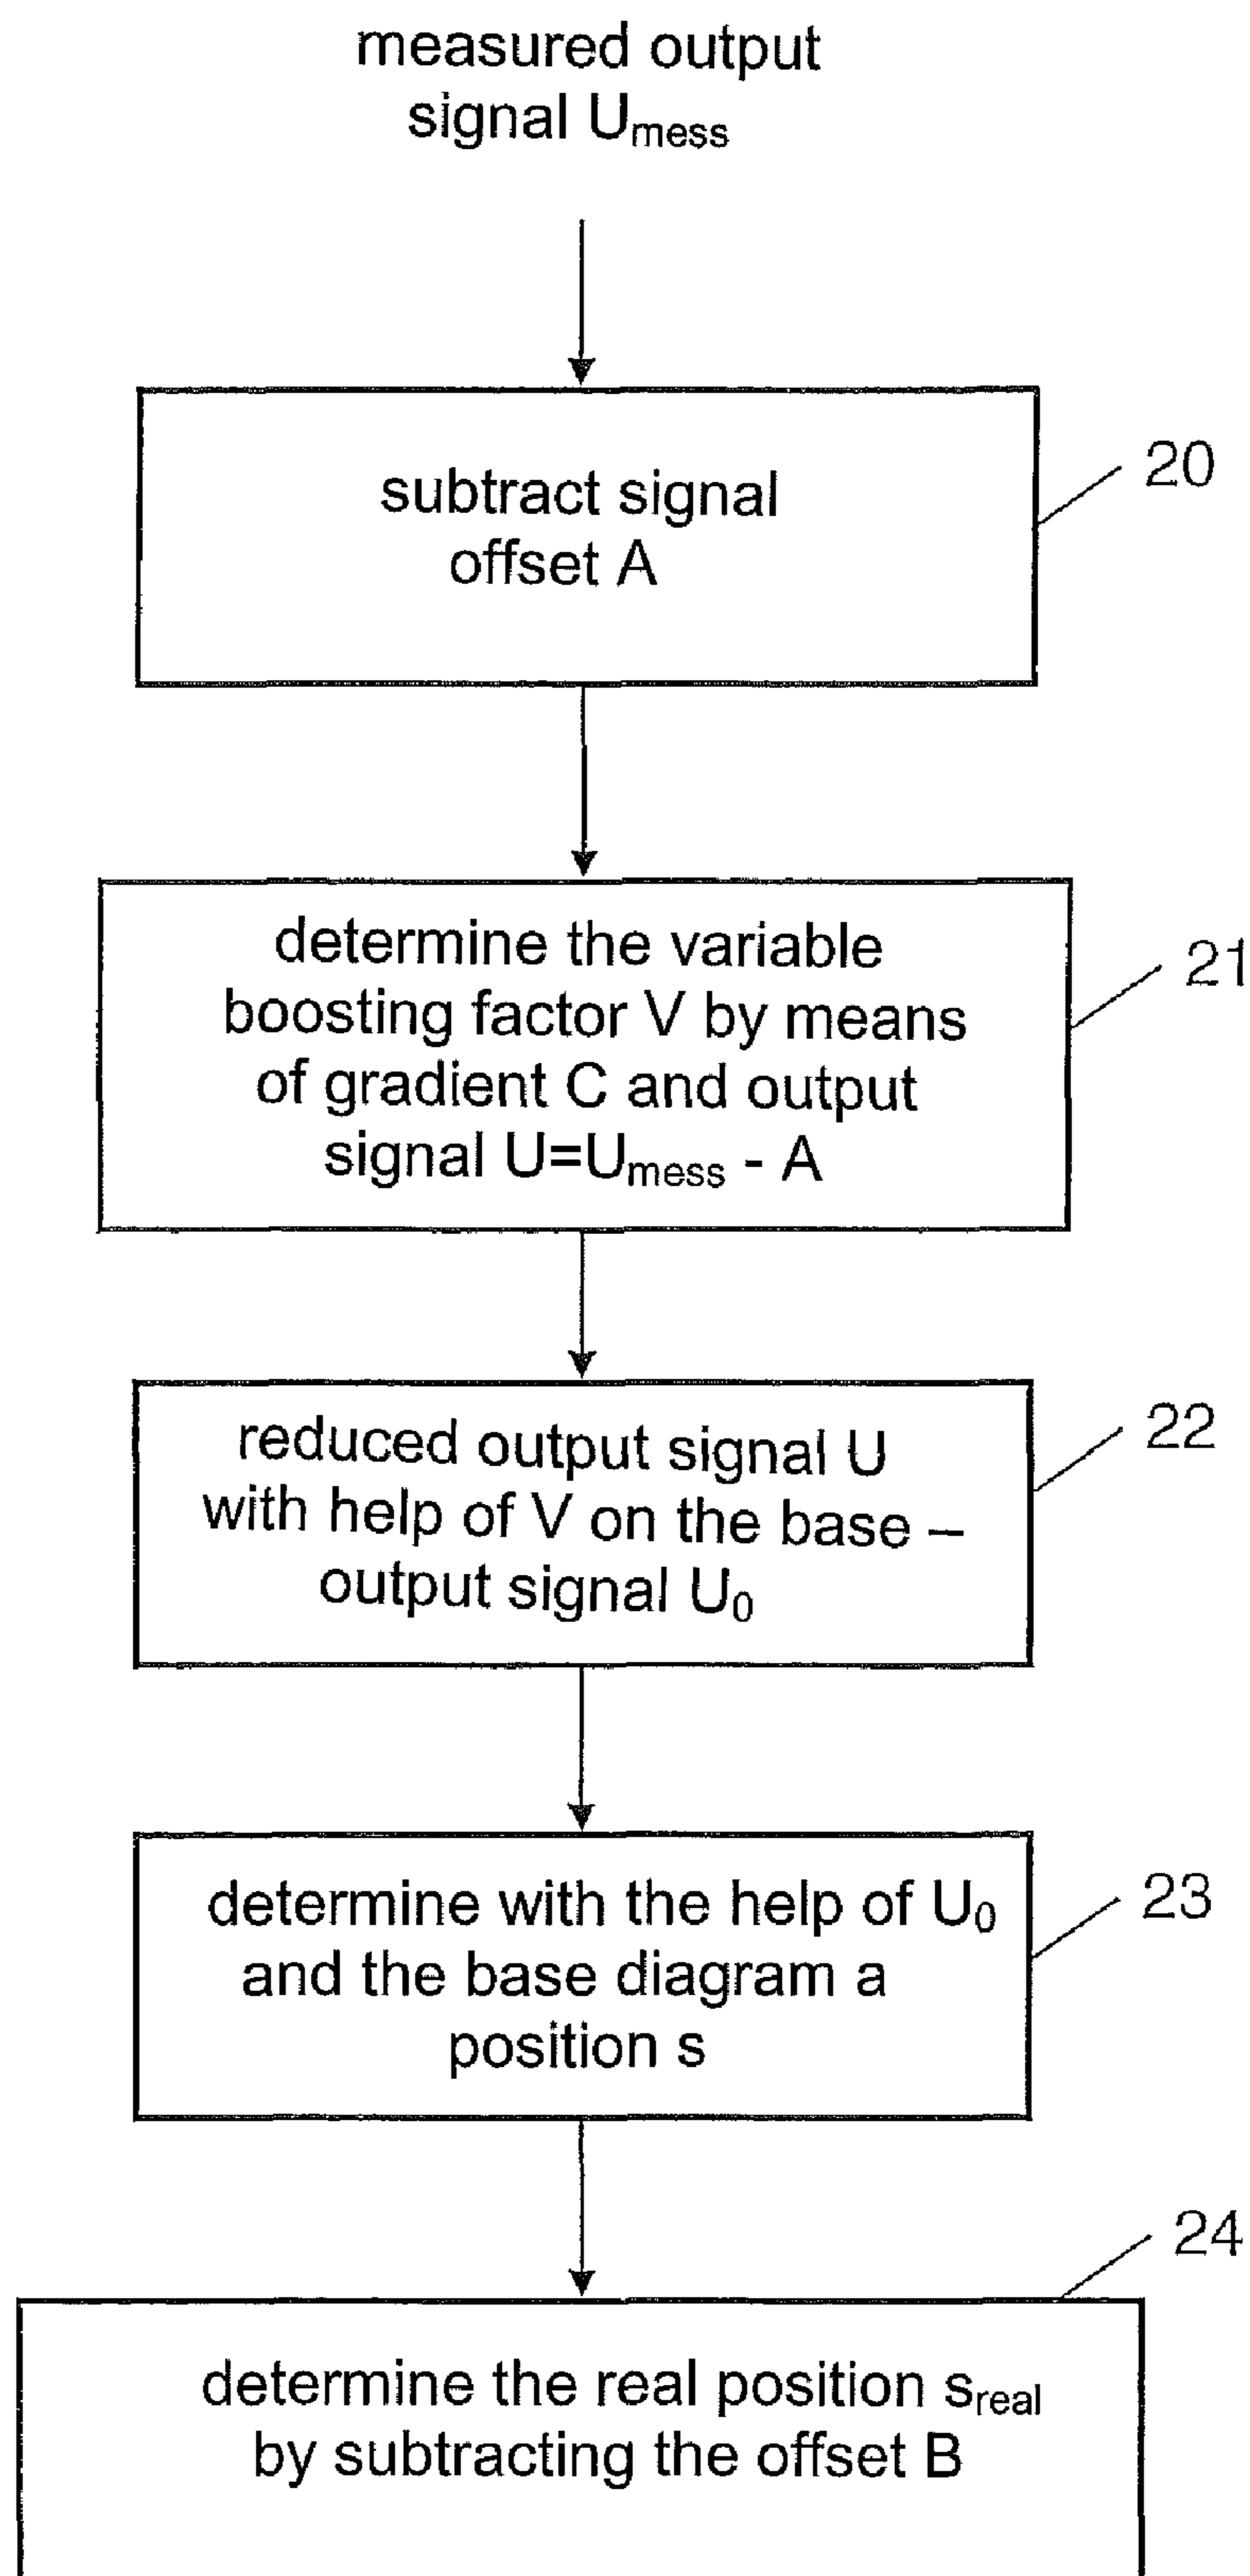 measured output
signal Umess
20
subtract signal
offset A
21
determine the variable
boosting factor V by means
of gradient C and output
signal U=Umess - A
22
reduced output signal U
with help of V on the base –
output signal U0
23
determine with the help of U0
and the base diagram a
position s
24
determine the real position sreal
by subtracting the offset B